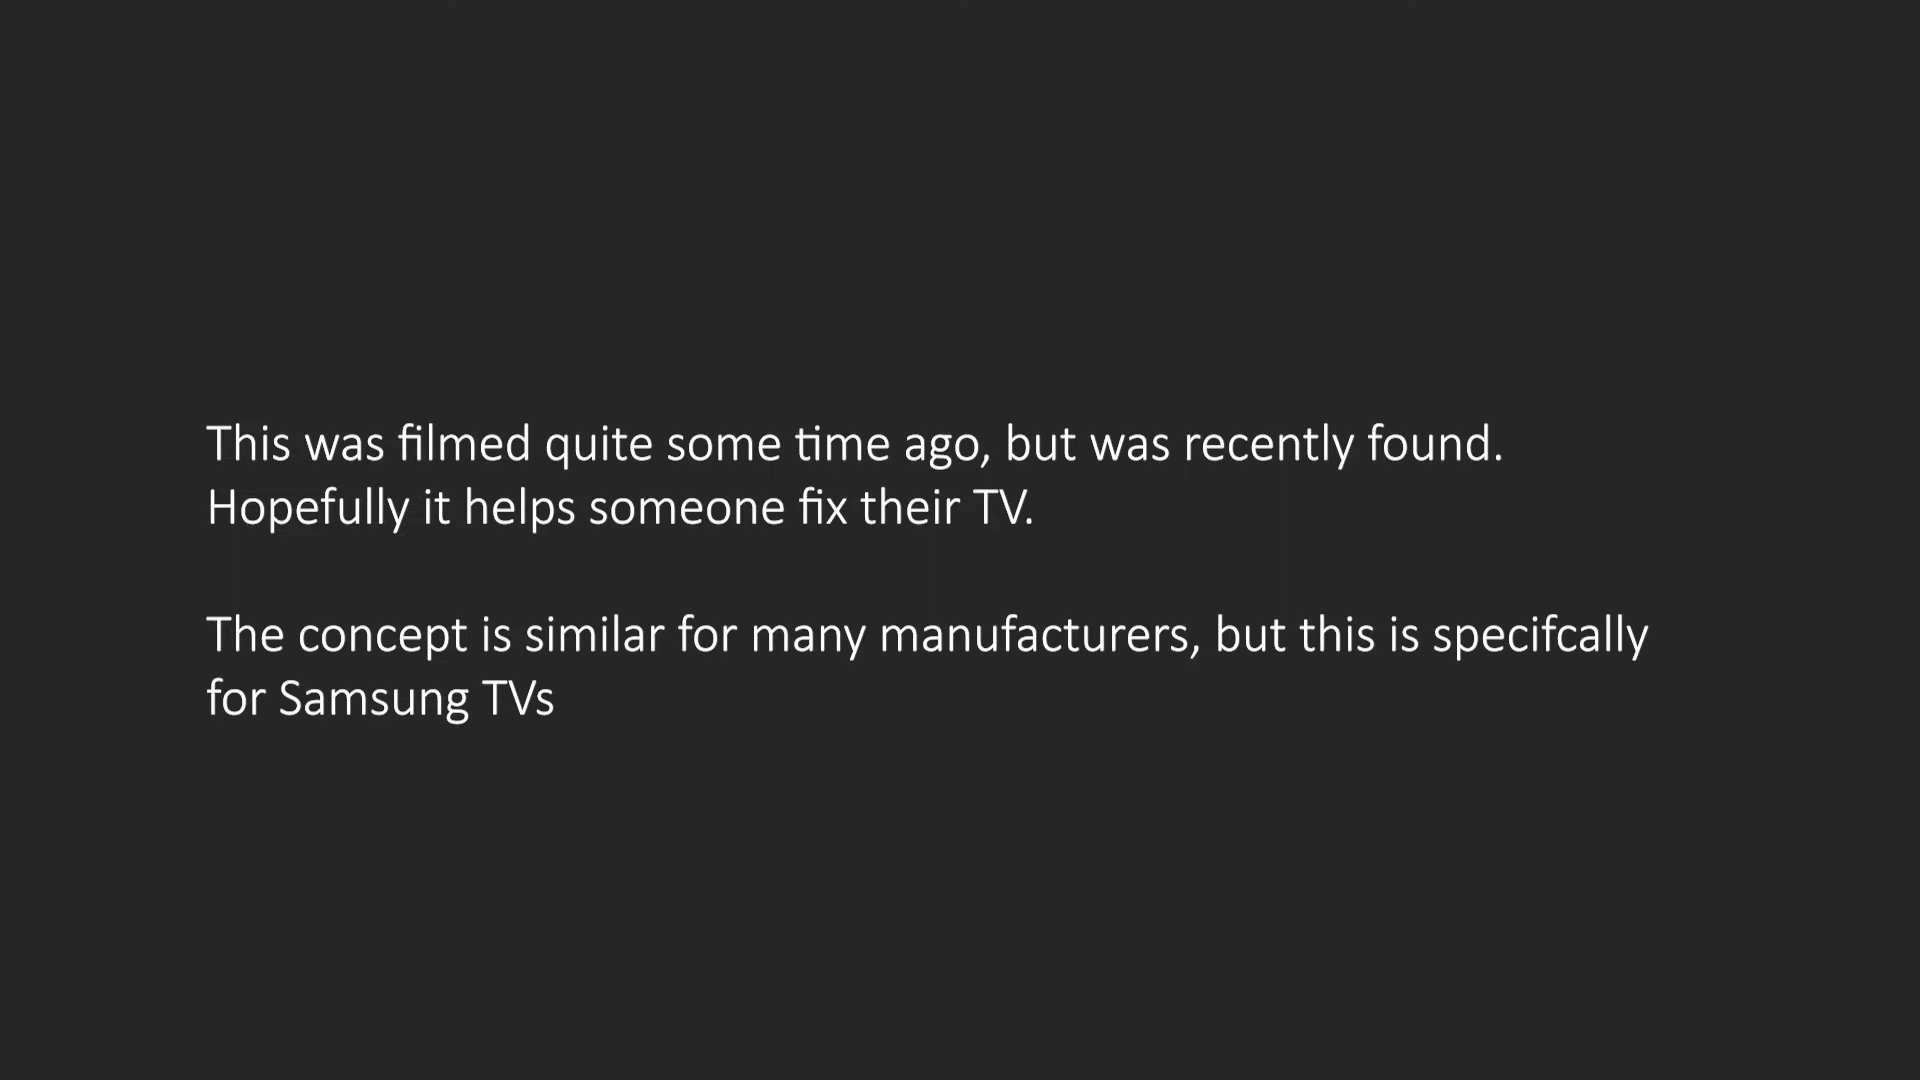 This was filmed quite some time ago, but was recently found.
Hopefully it helps someone fix their TV.
The concept is similar for many manufacturers, but this is specifcally
for Samsung TVs